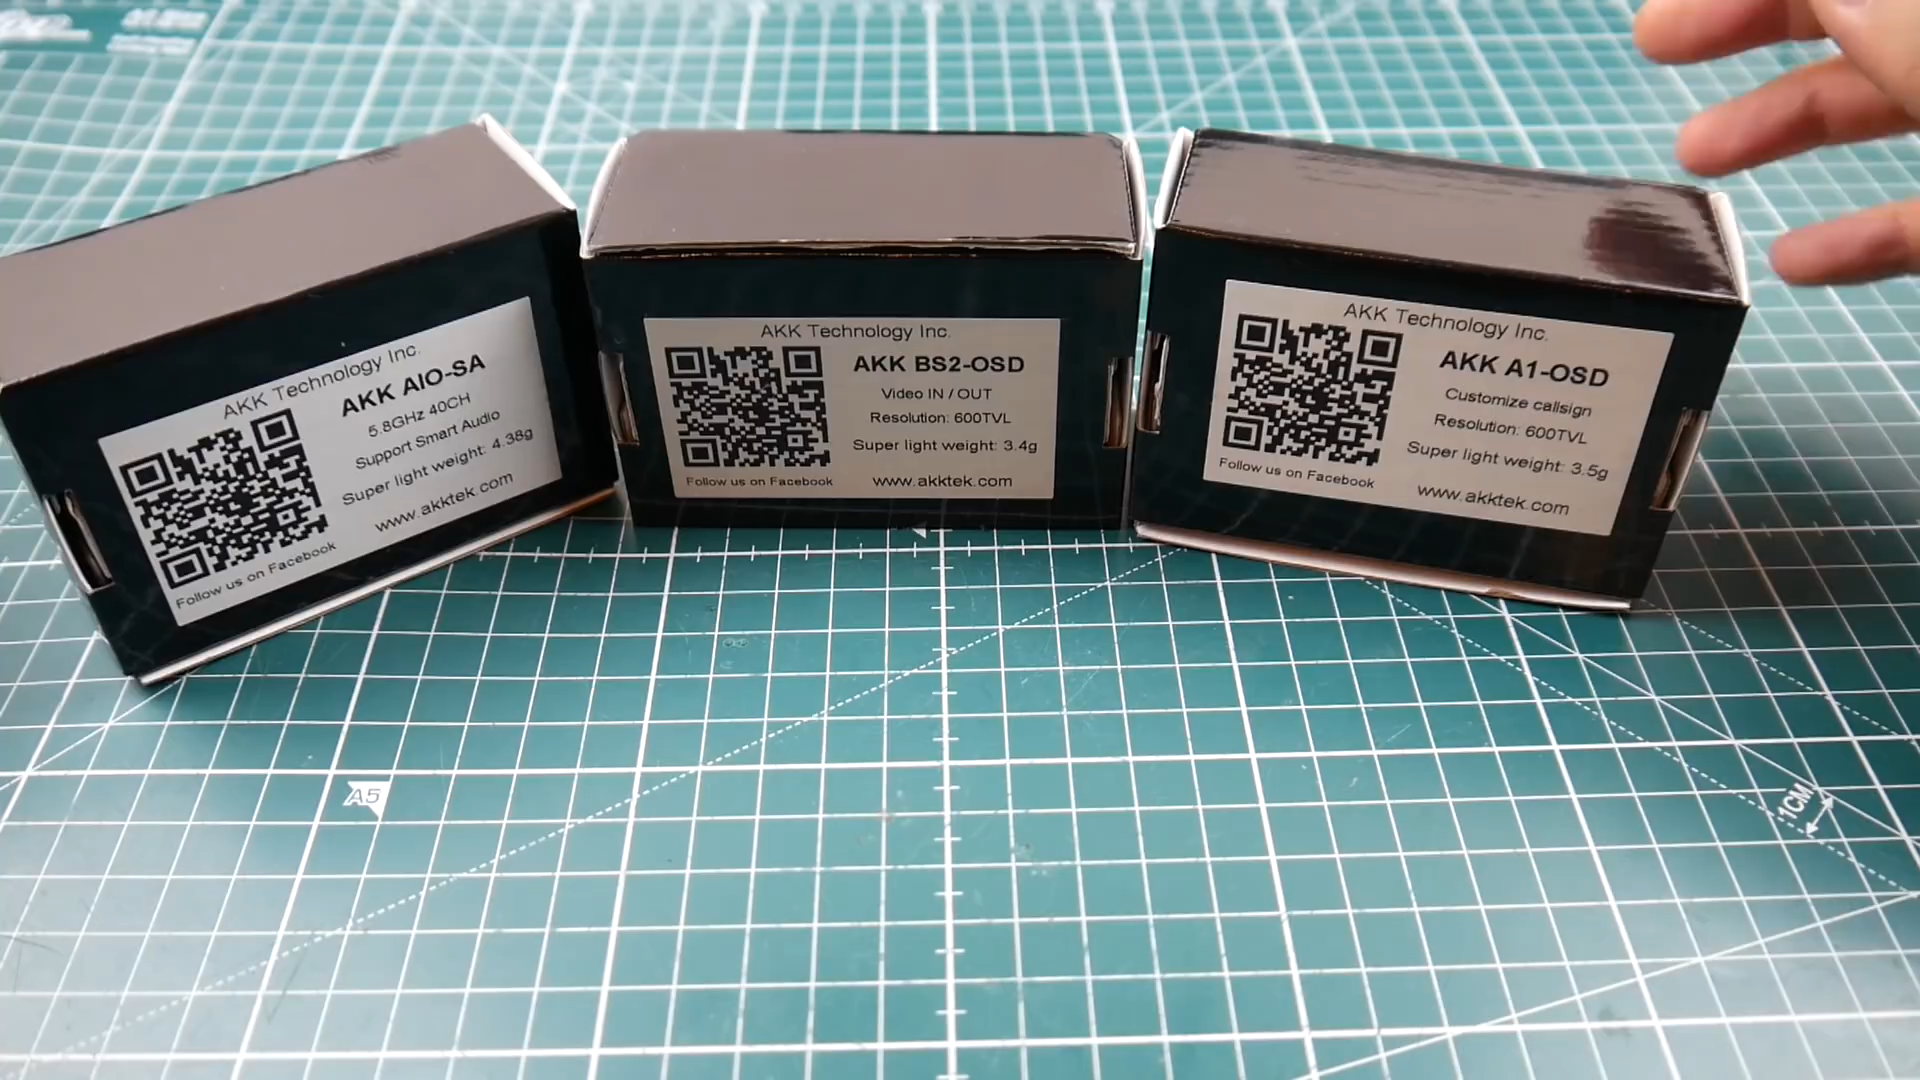 AKK Technology Inc.
AKK AIO-SA
5.8GHz 40CH
Support Smart Audio
Super light weight: 4.38g
www.akktek.com
Follow us on Facebook
AKK Technology Inc.
AKK BS2-OSD
Video IN / OUT
Resolution: 600TVL
Super light weight: 3.4g
www.akktek.com
Follow us on Facebook
AKK Technology Inc.
AKK A1-OSD
Customize callsign
Resolution: 600TVL
Super light weight: 3.5g
www.akktek.com
Follow us on Facebook
A5
1CM